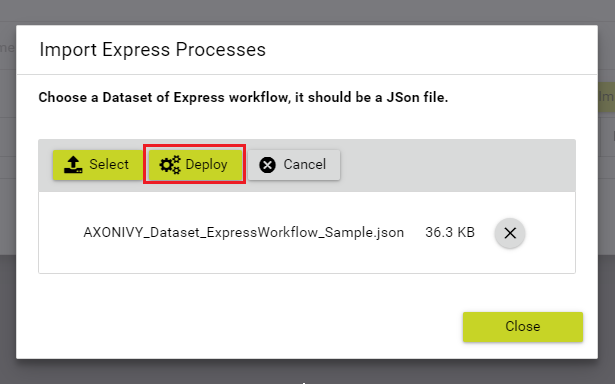 Import Express Processes
Choose a Dataset of Express workflow, it should be a JSon file.
Select Deploy Cancel
AXONIVY_Dataset_ExpressWorkflow_Sample.json 36.3 KB
Close